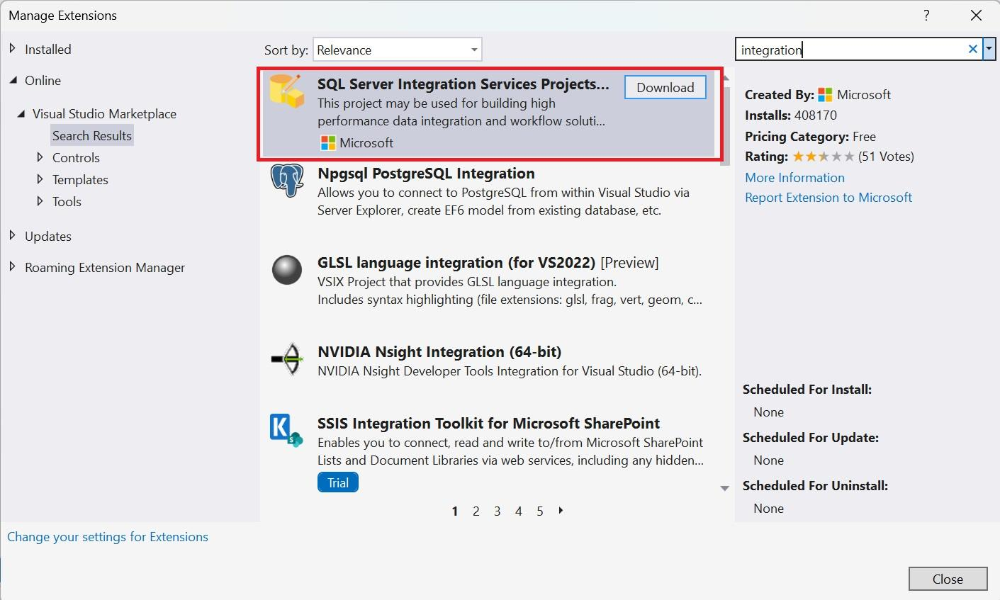 Manage Extensions
?
Installed
Online
Visual Studio Marketplace
Search Results
Controls
Templates
Tools
Updates
Roaming Extension Manager
Change your settings for Extensions
Sort by: Relevance
SQL Server Integration Services Projects...
Download
This project may be used for building high
performance data integration and workflow soluti...
Microsoft
Npgsql PostgreSQL Integration
Allows you to connect to PostgreSQL from within Visual Studio via
Server Explorer, create EF6 model from existing database, etc.
GLSL language integration (for VS2022) [Preview]
VSIX Project that provides GLSL language integration.
Includes syntax highlighting (file extensions: glsl, frag, vert, geom, c...
NVIDIA Nsight Integration (64-bit)
NVIDIA Nsight Developer Tools Integration for Visual Studio (64-bit).
K
S
SSIS Integration Toolkit for Microsoft SharePoint
Enables you to connect, read and write to/from Microsoft SharePoint
Lists and Document Libraries via web services, including any hidden...
Trial
1 2 3 4 5
integration
Created By: Microsoft
Installs: 408170
Pricing Category: Free
Rating: (51 Votes)
More Information
Report Extension to Microsoft
Scheduled For Install:
None
Scheduled For Update:
None
Scheduled For Uninstall:
None
Close